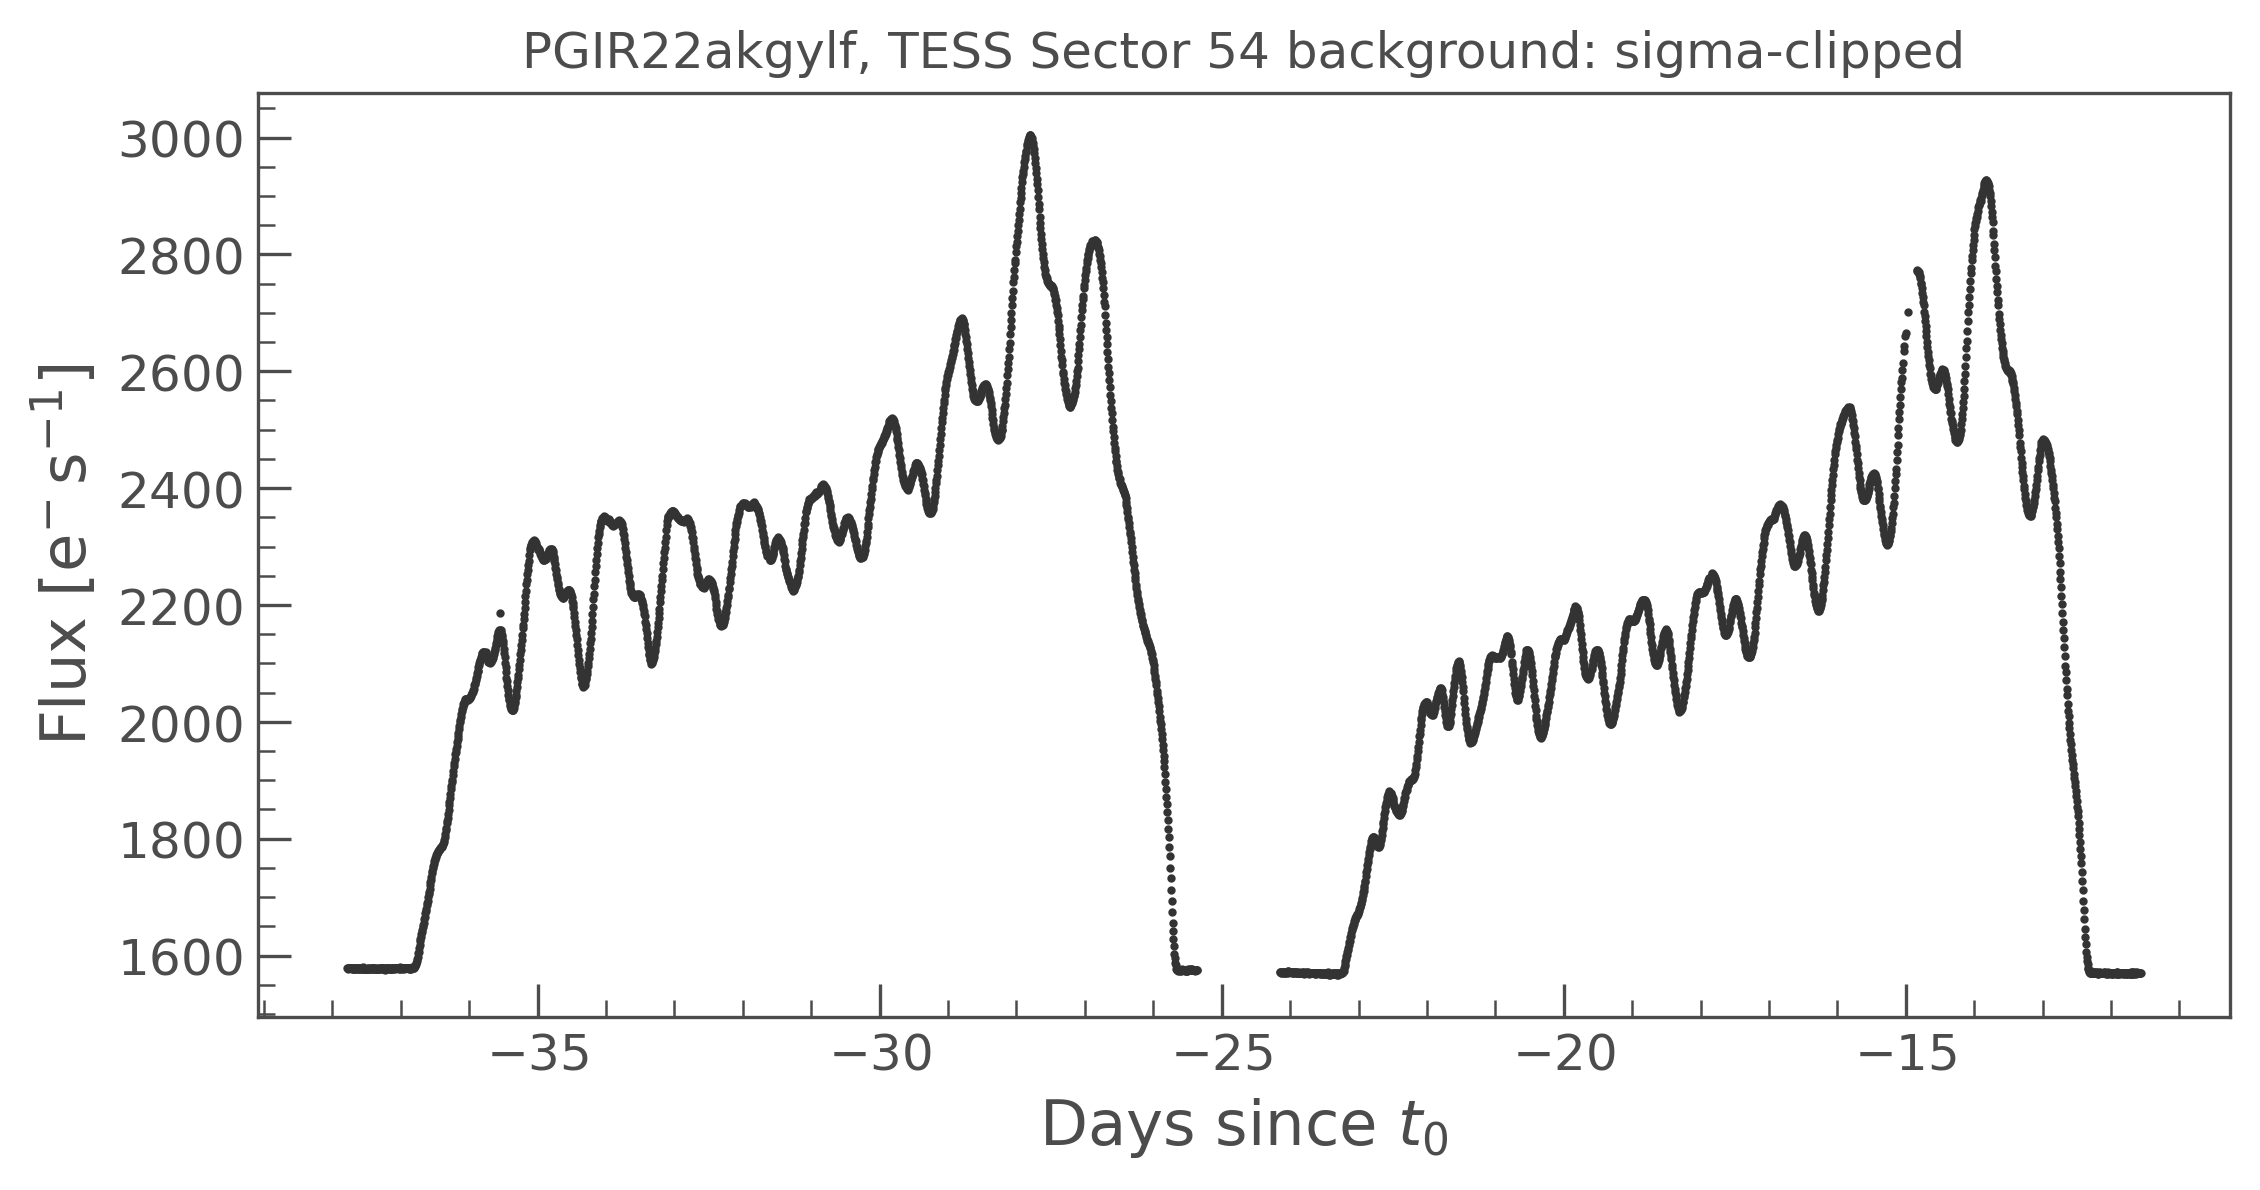 PGIR22akgylf, TESS Sector 54 background: sigma-clipped
Flux [e⁻ s⁻¹]
3000
2800
2600
2400
2200
2000
1800
1600
−35 −30 −25 −20 −15
Days since t₀